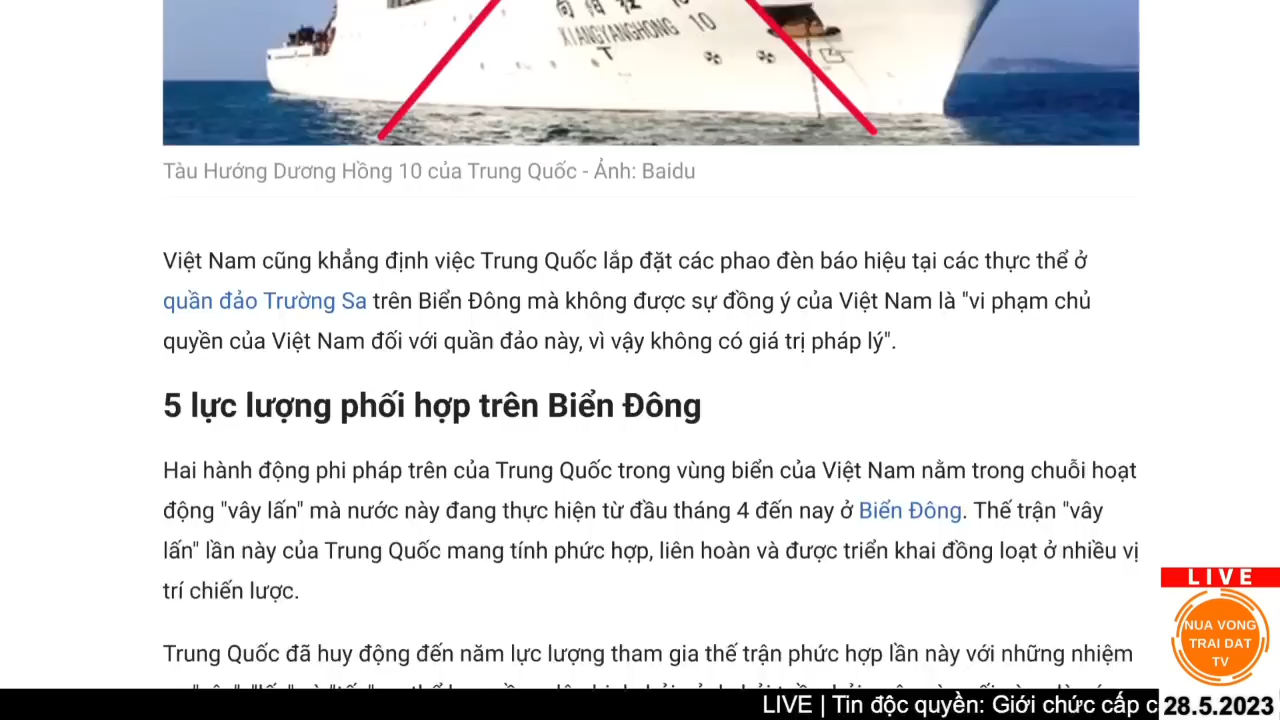 XIANGYANGHONG 10
Tàu Hướng Dương Hồng 10 của Trung Quốc - Ảnh: Baidu
Việt Nam cũng khẳng định việc Trung Quốc lắp đặt các phao đèn báo hiệu tại các thực thể ở
quần đảo Trường Sa trên Biển Đông mà không được sự đồng ý của Việt Nam là "vi phạm chủ
quyền của Việt Nam đối với quần đảo này, vì vậy không có giá trị pháp lý".
5 lực lượng phối hợp trên Biển Đông
Hai hành động phi pháp trên của Trung Quốc trong vùng biển của Việt Nam nằm trong chuỗi hoạt
động "vây lấn" mà nước này đang thực hiện từ đầu tháng 4 đến nay ở Biển Đông. Thế trận "vây
lấn" lần này của Trung Quốc mang tính phức hợp, liên hoàn và được triển khai đồng loạt ở nhiều vị
trí chiến lược.
Trung Quốc đã huy động đến năm lực lượng tham gia thế trận phức hợp lần này với những nhiệm
LIVE
NUA VONG
TRAI DAT
TV
LIVE | Tin độc quyền: Giới chức cấp c
28.5.2023